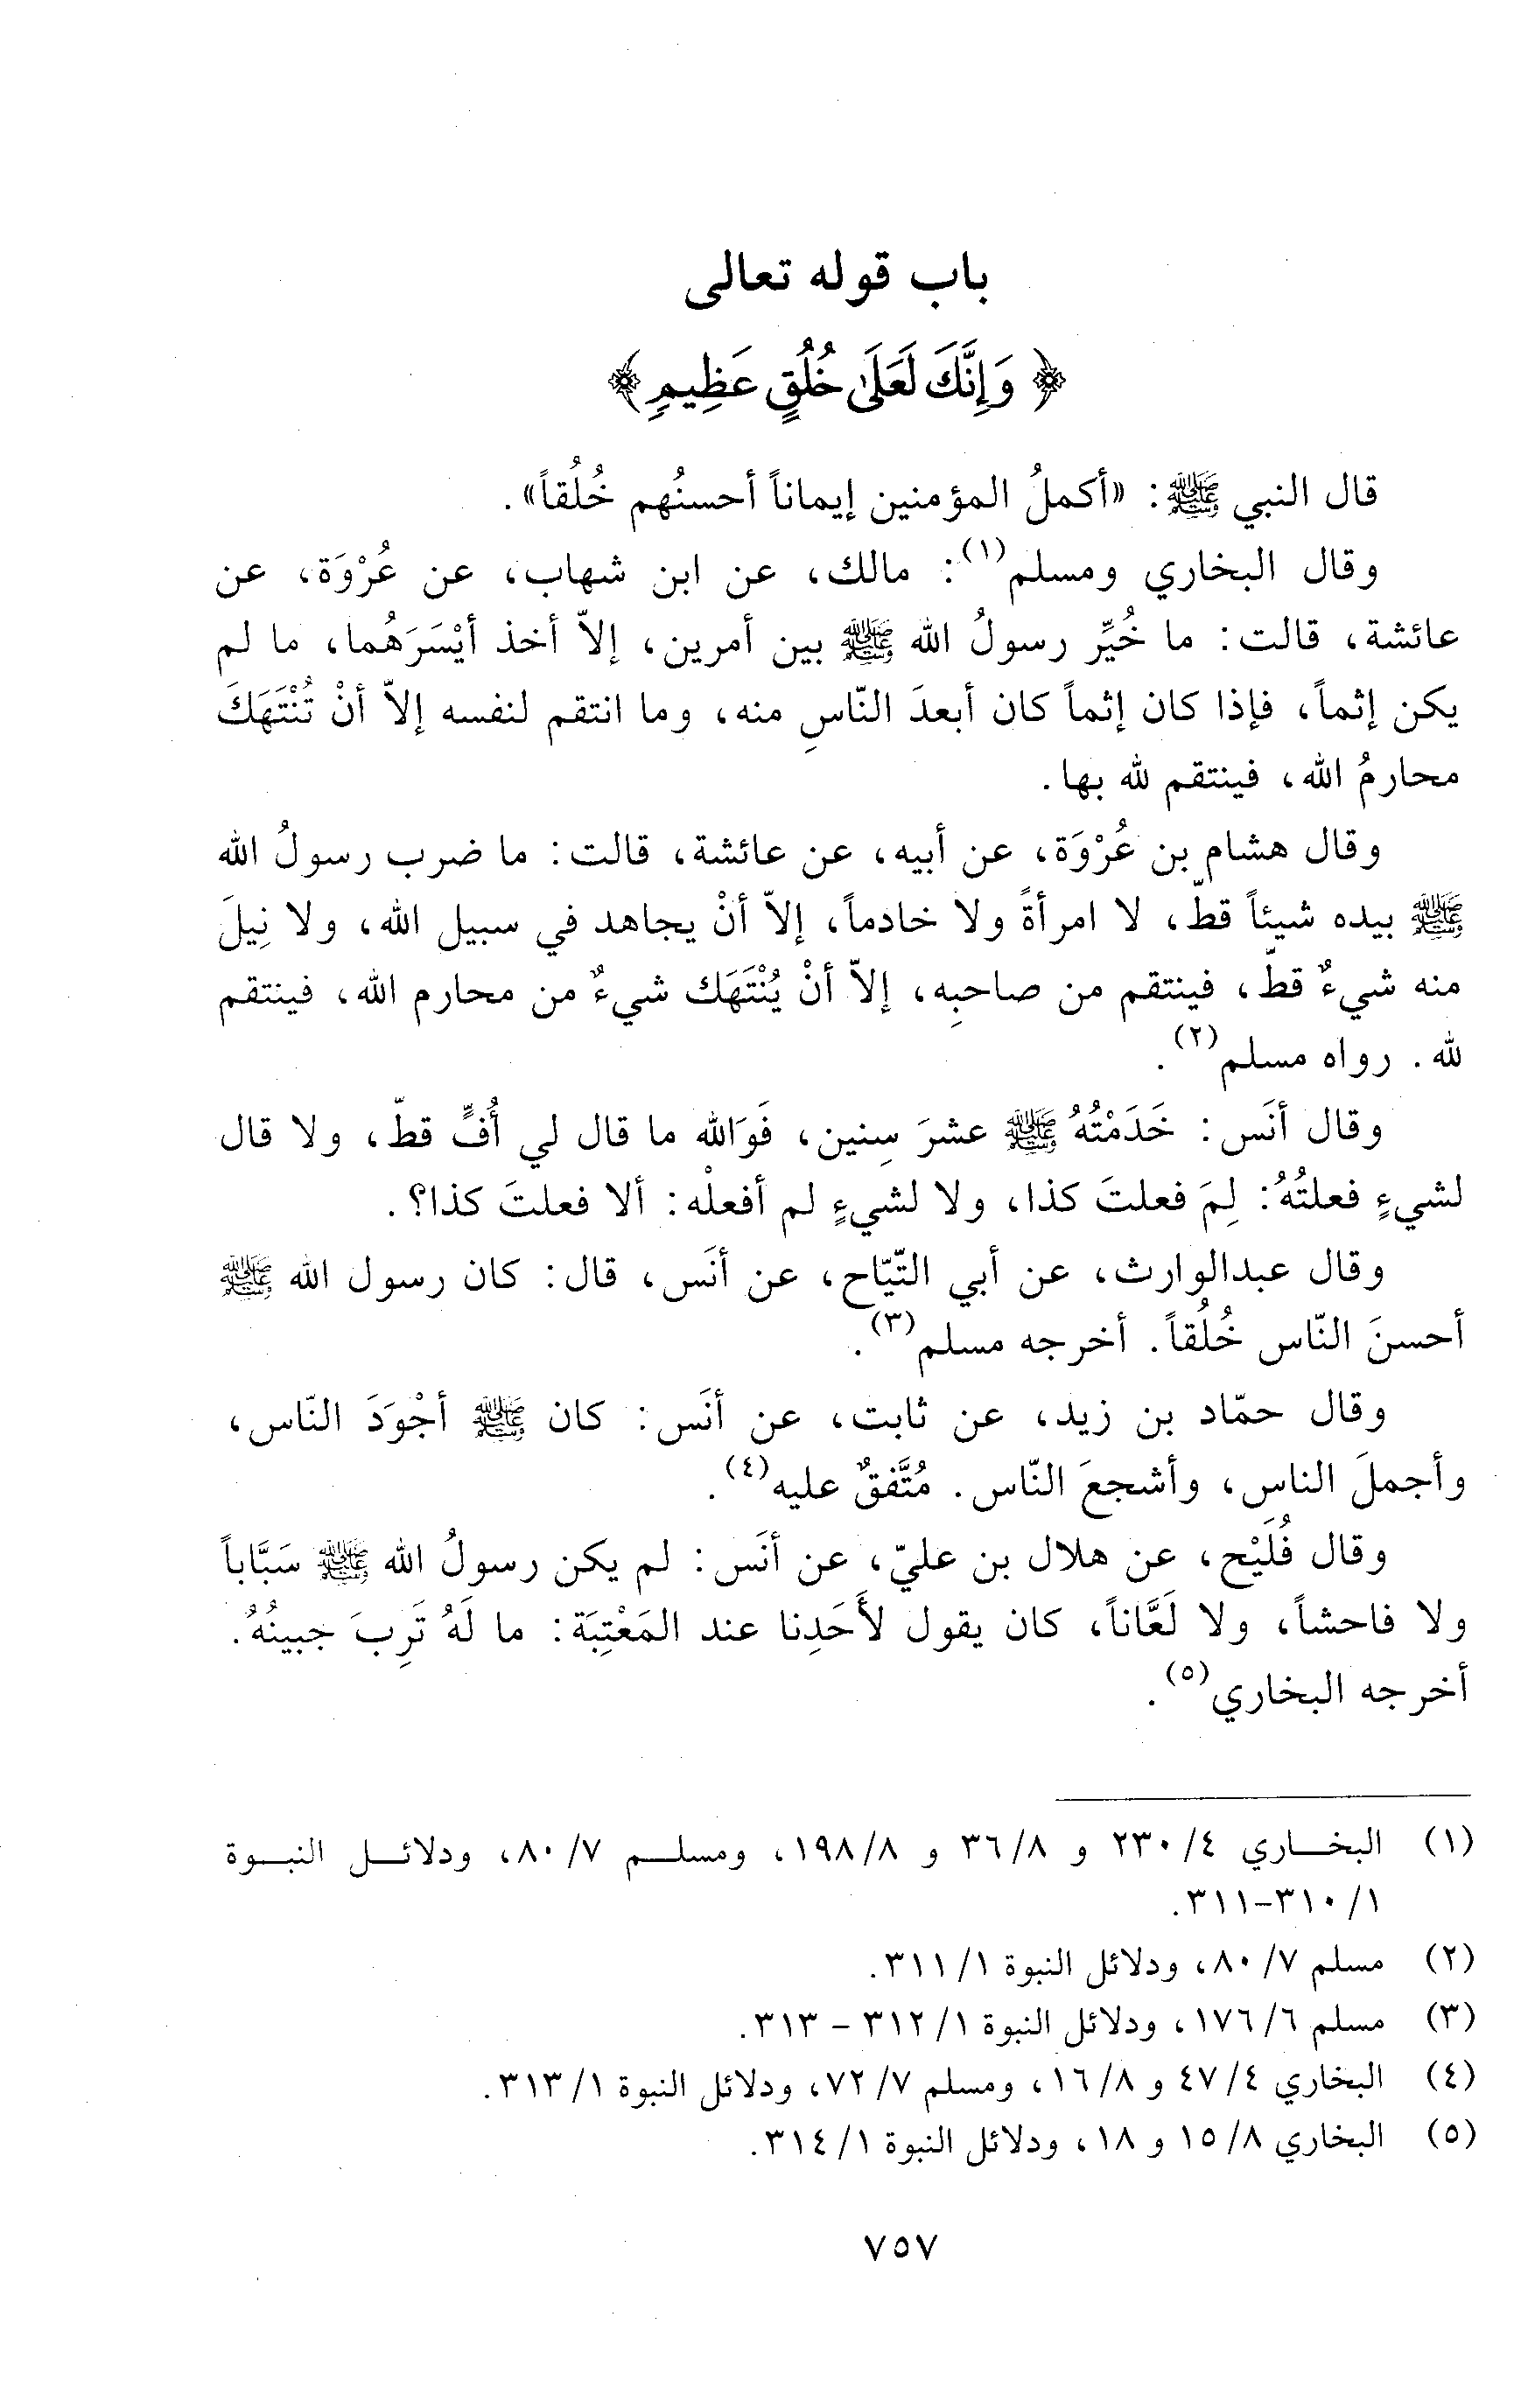 باب قوله تعالى
﴿وَإِنَّكَ لَعَلَىٰ خُلُقٍ عَظِيمٍ﴾
قال النبي ﷺ: «أكملُ المؤمنين إيماناً أحسنُهم خُلُقاً».
وقال البخاري ومسلم(١): مالك، عن ابن شهاب، عن عُرْوَة، عن
عائشة، قالت: ما خُيِّر رسولُ الله ﷺ بين أمرين، إلاّ أخذ أيْسَرَهُما، ما لم
يكن إثماً، فإذا كان إثماً كان أبعدَ النّاسِ منه، وما انتقم لنفسه إلاّ أنْ تُنْتَهَكَ
محارمُ الله، فينتقم لله بها.
وقال هشام بن عُرْوَة، عن أبيه، عن عائشة، قالت: ما ضرب رسولُ الله
ﷺ بيده شيئاً قطّ، لا امرأةً ولا خادماً، إلاّ أنْ يجاهد في سبيل الله، ولا نِيلَ
منه شيءٌ قطّ، فينتقم من صاحبِه، إلاّ أنْ يُنْتَهَك شيءٌ من محارم الله، فينتقم
لله. رواه مسلم(٢).
وقال أنَس: خَدَمْتُهُ ﷺ عشرَ سِنين، فَوَالله ما قال لي أُفٍّ قطّ، ولا قال
لشيءٍ فعلتُهُ: لِمَ فعلتَ كذا، ولا لشيءٍ لم أفعلْه: ألا فعلتَ كذا؟.
وقال عبدالوارث، عن أبي التّيّاح، عن أنَس، قال: كان رسول الله ﷺ
أحسنَ النّاس خُلُقاً. أخرجه مسلم(٣).
وقال حمّاد بن زيد، عن ثابت، عن أنَس: كان ﷺ أجْوَدَ النّاس،
وأجملَ الناس، وأشجعَ النّاس. مُتَّفقٌ عليه(٤).
وقال فُلَيْح، عن هلال بن عليّ، عن أنَس: لم يكن رسولُ الله ﷺ سَبَّاباً
ولا فاحشاً، ولا لَعَّاناً، كان يقول لأَحَدِنا عند المَعْتِبَة: ما لَهُ تَرِبَ جبينُهُ.
أخرجه البخاري(٥).
(١) البخاري ٤/ ٢٣٠ و ٨/ ٣٦ و ٨/ ١٩٨، ومسلم ٧/ ٨٠، ودلائل النبوة
١/ ٣١٠-٣١١.
(٢) مسلم ٧/ ٨٠، ودلائل النبوة ١/ ٣١١.
(٣) مسلم ٦/ ١٧٦، ودلائل النبوة ١/ ٣١٢ - ٣١٣.
(٤) البخاري ٤/ ٤٧ و ٨/ ١٦، ومسلم ٧/ ٧٢، ودلائل النبوة ١/ ٣١٣.
(٥) البخاري ٨/ ١٥ و ١٨، ودلائل النبوة ١/ ٣١٤.
٧٥٧